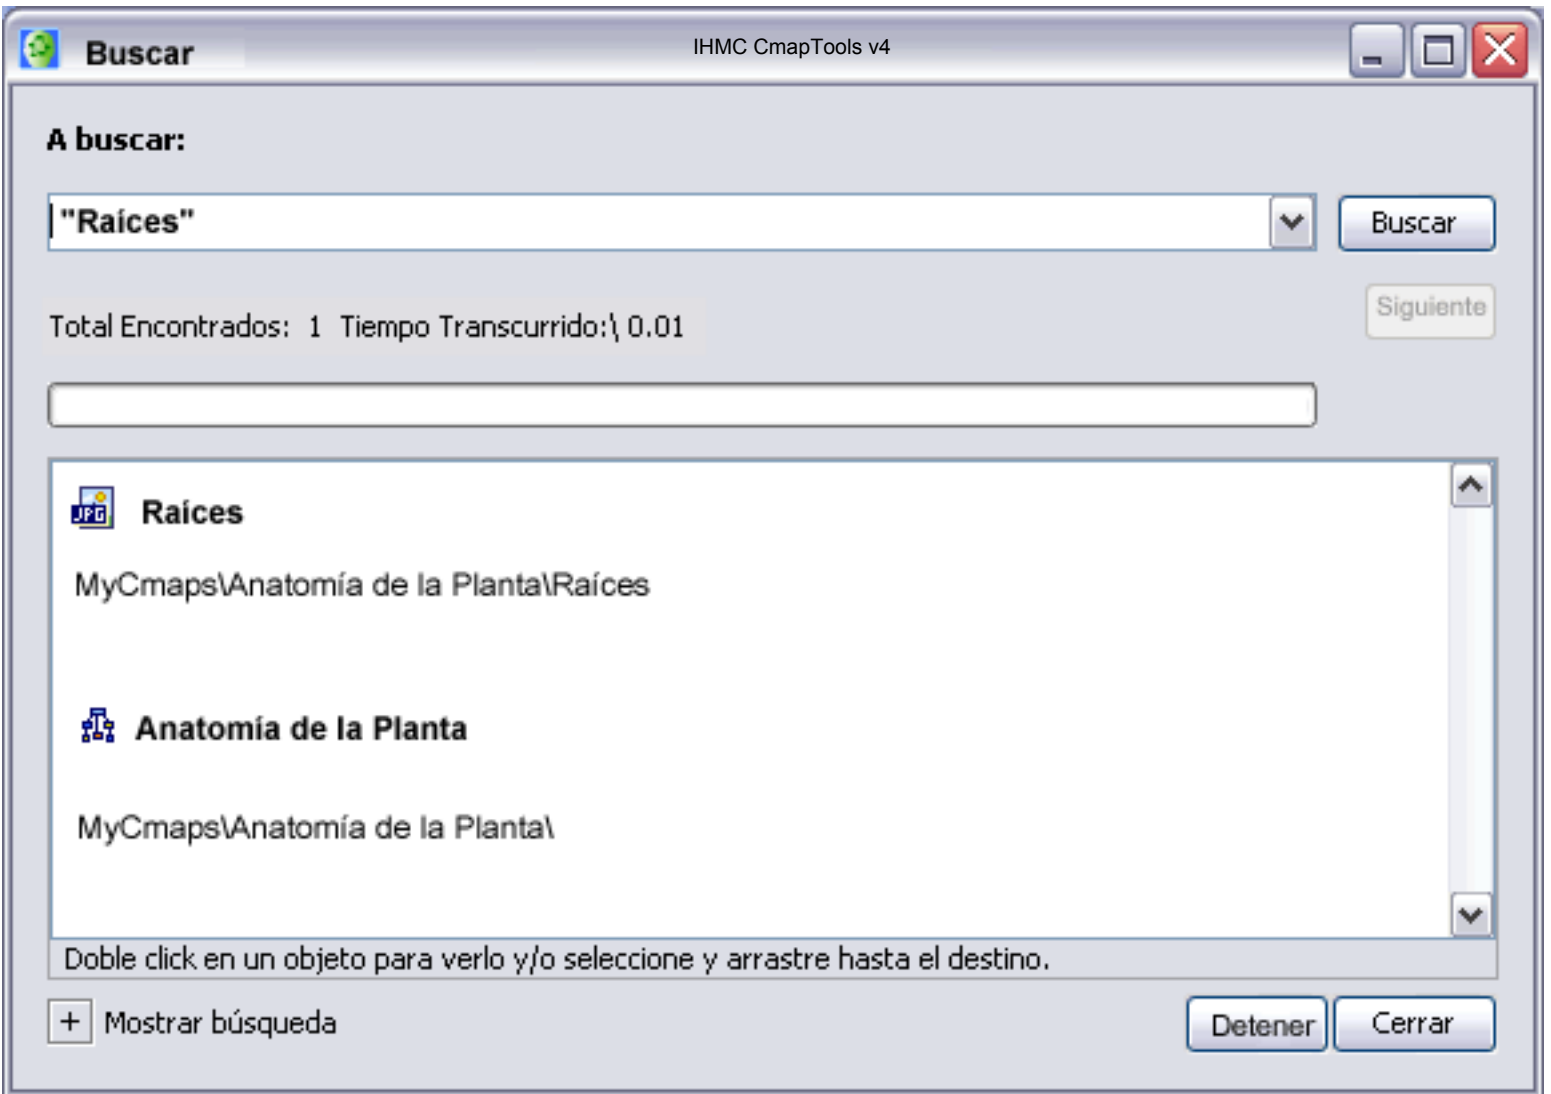 Buscar IHMC CmapTools v4
A buscar:
"Raíces" Buscar
Siguiente
Total Encontrados: 1 Tiempo Transcurrido:\ 0.01
JPG Raíces
MyCmaps\Anatomía de la Planta\Raíces
Anatomía de la Planta
MyCmaps\Anatomía de la Planta\
Doble click en un objeto para verlo y/o seleccione y arrastre hasta el destino.
+ Mostrar búsqueda Detener Cerrar